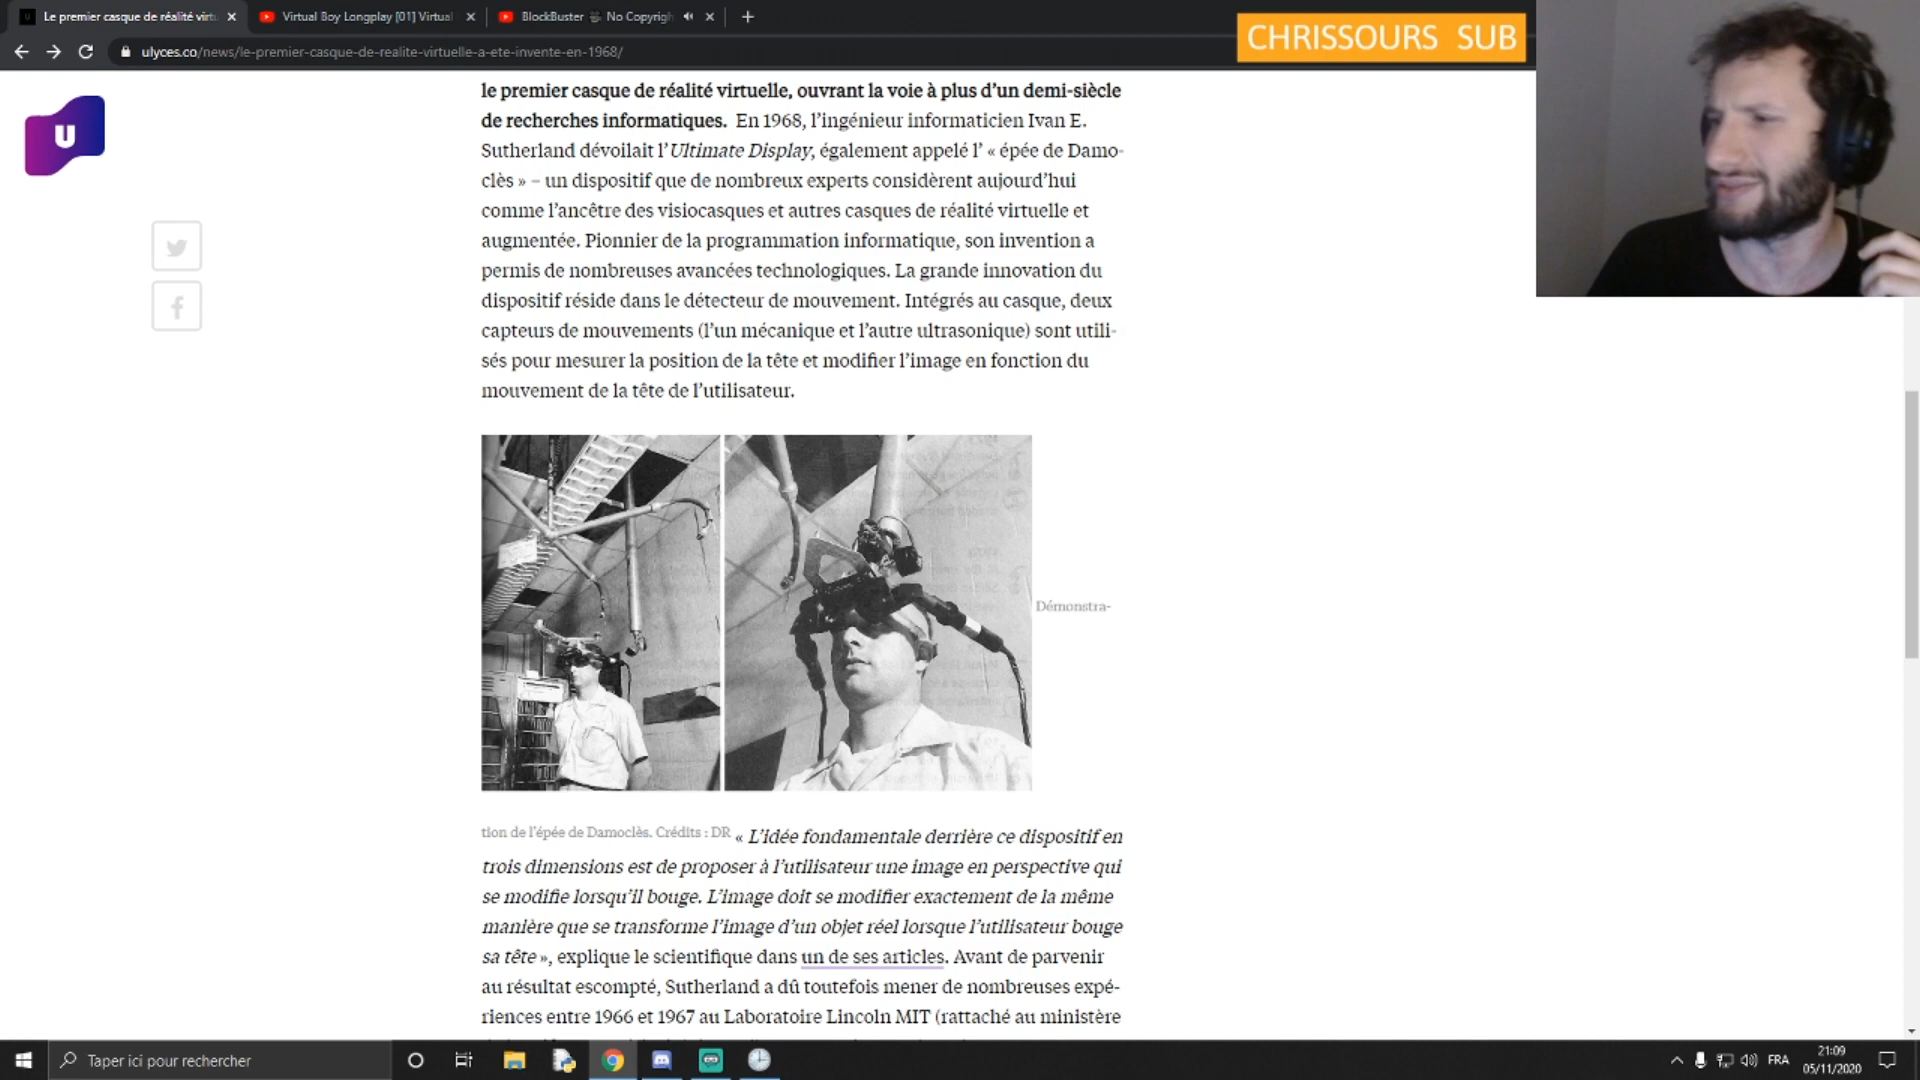 Le premier casque de réalité virt
Virtual Boy Longplay [01] Virtual
BlockBuster
No Copyrig
ulyces.co/news/le-premier-casque-de-realite-virtuelle-a-ete-invente-en-1968/
CHRISSOURS SUB
U
le premier casque de réalité virtuelle, ouvrant la voie à plus d’un demi-siècle
de recherches informatiques. En 1968, l’ingénieur informaticien Ivan E.
Sutherland dévoilait l’Ultimate Display, également appelé l’ « épée de Damo-
clès » – un dispositif que de nombreux experts considèrent aujourd’hui
comme l’ancêtre des visiocasques et autres casques de réalité virtuelle et
augmentée. Pionnier de la programmation informatique, son invention a
permis de nombreuses avancées technologiques. La grande innovation du
dispositif réside dans le détecteur de mouvement. Intégrés au casque, deux
capteurs de mouvements (l’un mécanique et l’autre ultrasonique) sont utili-
sés pour mesurer la position de la tête et modifier l’image en fonction du
mouvement de la tête de l’utilisateur.
Démonstra-
tion de l’épée de Damoclès. Crédits : DR « L’idée fondamentale derrière ce dispositif en
trois dimensions est de proposer à l’utilisateur une image en perspective qui
se modifie lorsqu’il bouge. L’image doit se modifier exactement de la même
manière que se transforme l’image d’un objet réel lorsque l’utilisateur bouge
sa tête », explique le scientifique dans un de ses articles. Avant de parvenir
au résultat escompté, Sutherland a dû toutefois mener de nombreuses expé-
riences entre 1966 et 1967 au Laboratoire Lincoln MIT (rattaché au ministère
Taper ici pour rechercher
FRA
21:09
05/11/2020